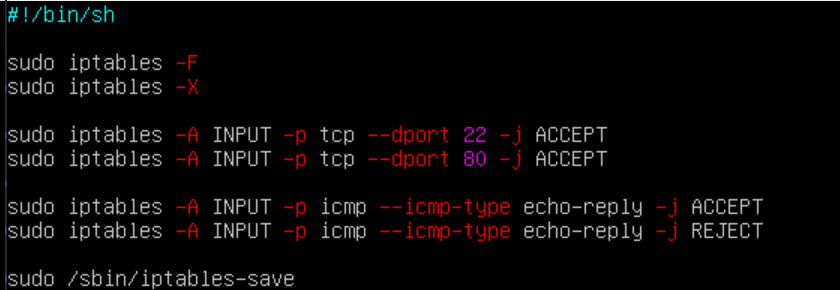 #!/bin/sh
sudo iptables -F
sudo iptables -X
sudo iptables -A INPUT -p tcp --dport 22 -j ACCEPT
sudo iptables -A INPUT -p tcp --dport 80 -j ACCEPT
sudo iptables -A INPUT -p icmp --icmp-type echo-reply -j ACCEPT
sudo iptables -A INPUT -p icmp --icmp-type echo-reply -j REJECT
sudo /sbin/iptables-save